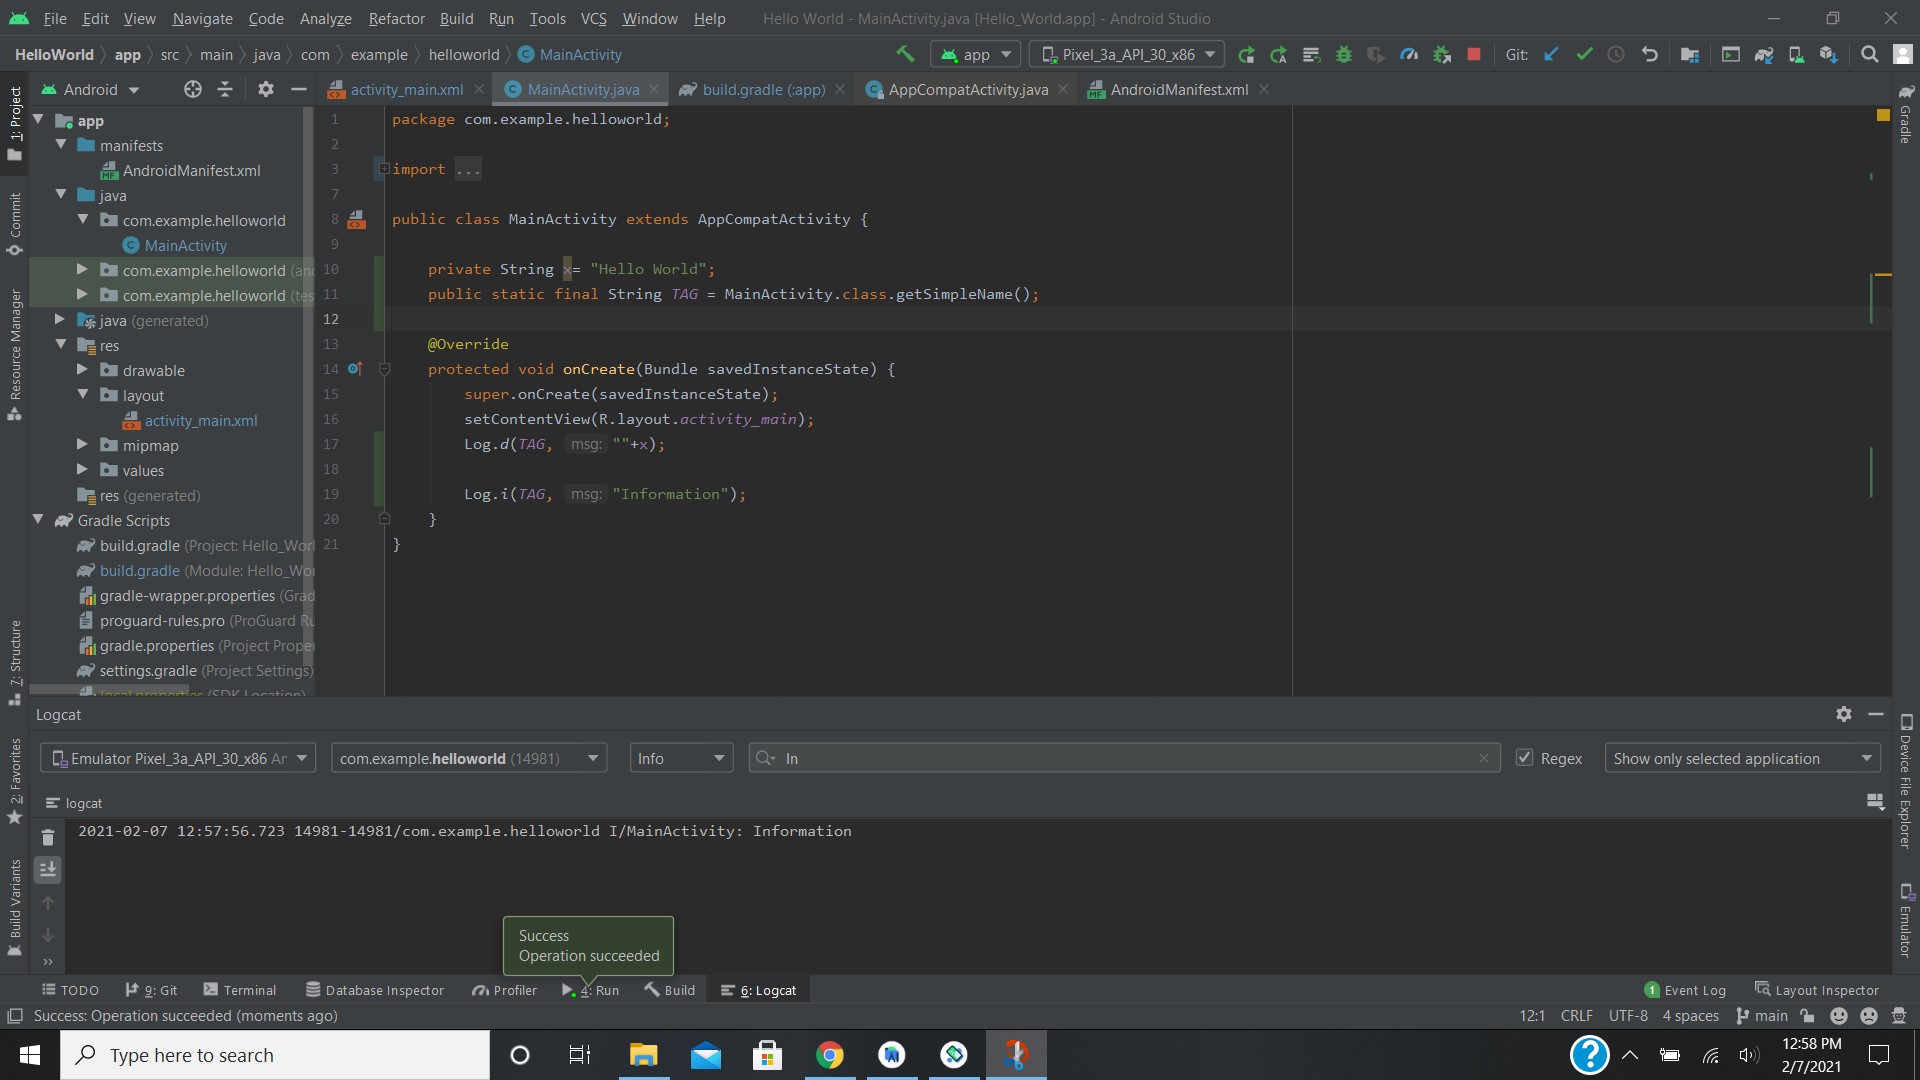 File Edit View Navigate Code Analyze Refactor Build Run Tools VCS Window Help Hello World - MainActivity.java [Hello_World.app] - Android Studio
HelloWorld app src main java com example helloworld MainActivity app Pixel_3a_API_30_x86 Git:
Android activity_main.xml MainActivity.java build.gradle (:app) AppCompatActivity.java AndroidManifest.xml
1: Project
Commit
Resource Manager
7: Structure
2: Favorites
Build Variants
app
manifests
AndroidManifest.xml
java
com.example.helloworld
MainActivity
com.example.helloworld
com.example.helloworld
java (generated)
res
drawable
layout
activity_main.xml
mipmap
values
res (generated)
Gradle Scripts
build.gradle (Project: Hello_Worl
build.gradle (Module: Hello_Wo
gradle-wrapper.properties (Grad
proguard-rules.pro (ProGuard Ru
gradle.properties (Project Proper
settings.gradle (Project Settings)
local.properties (SDK Location)
1 package com.example.helloworld;
2
3 import ...
7
8 public class MainActivity extends AppCompatActivity {
9
10 private String x= "Hello World";
11 public static final String TAG = MainActivity.class.getSimpleName();
12
13 @Override
14 protected void onCreate(Bundle savedInstanceState) {
15 super.onCreate(savedInstanceState);
16 setContentView(R.layout.activity_main);
17 Log.d(TAG, msg: ""+x);
18
19 Log.i(TAG, msg: "Information");
20 }
21 }
Gradle
Device File Explorer
Emulator
Logcat
Emulator Pixel_3a_API_30_x86 An com.example.helloworld (14981) Info In Regex Show only selected application
logcat
2021-02-07 12:57:56.723 14981-14981/com.example.helloworld I/MainActivity: Information
Success
Operation succeeded
TODO 9: Git Terminal Database Inspector Profiler 4: Run Build 6: Logcat 1 Event Log Layout Inspector
Success: Operation succeeded (moments ago) 12:1 CRLF UTF-8 4 spaces main
Type here to search
12:58 PM
2/7/2021